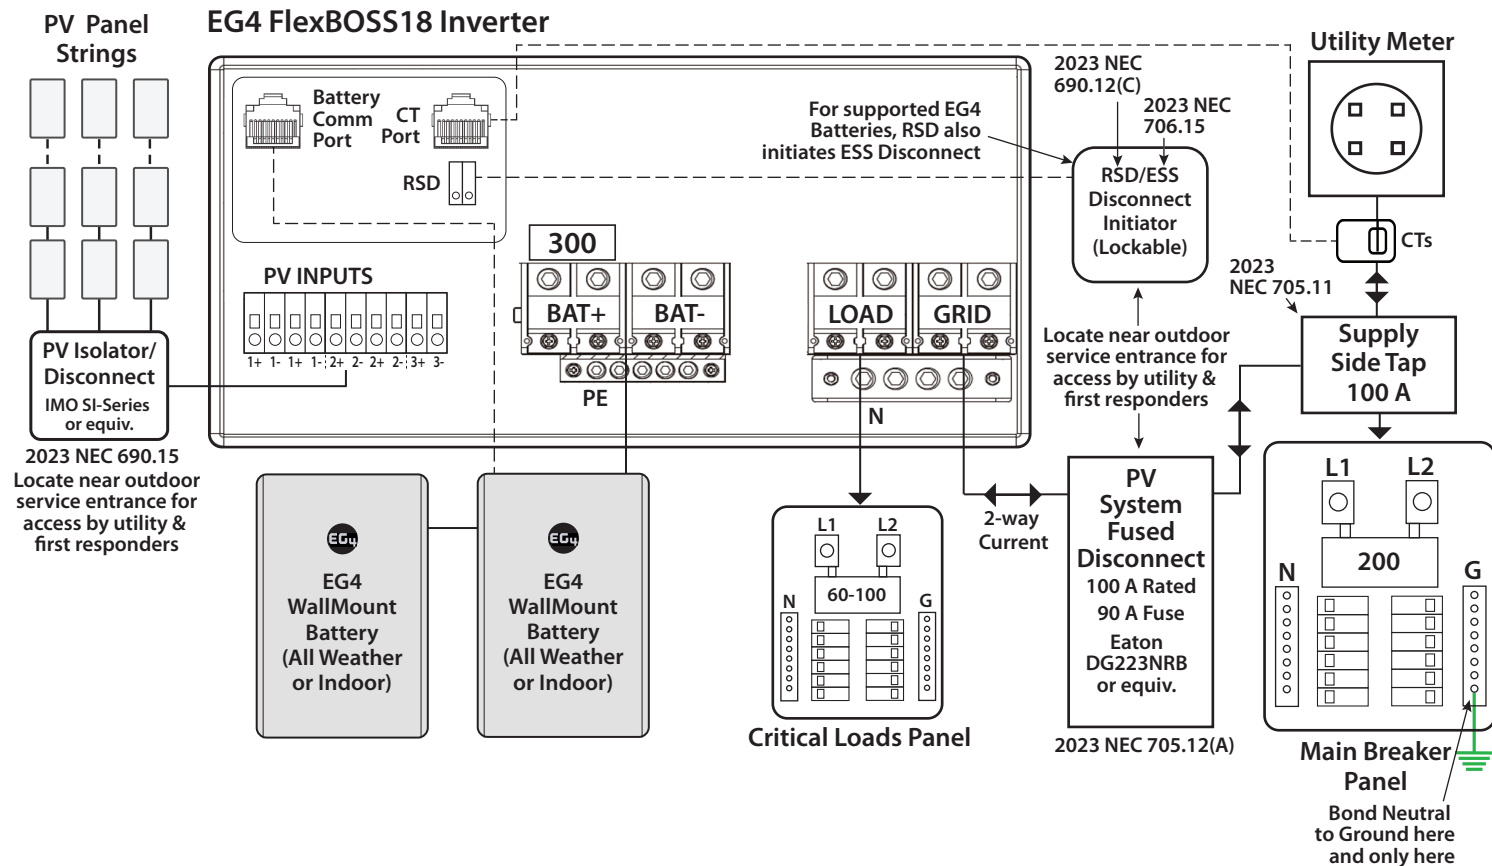 EG4 FlexBOSS18 Inverter
PV Panel
Strings
Battery
Comm
Port
CT
Port
RSD
For supported EG4
Batteries, RSD also
initiates ESS Disconnect
2023 NEC
690.12(C)
2023 NEC
706.15
RSD/ESS
Disconnect
Initiator
(Lockable)
Utility Meter
CTs
2023
NEC 705.11
Supply
Side Tap
100 A
PV INPUTS
1+ 1- 1+ 1- 2+ 2- 2+ 2- 3+ 3-
300
BAT+ BAT-
PE
LOAD GRID
N
PV Isolator/
Disconnect
IMO SI-Series
or equiv.
2023 NEC 690.15
Locate near outdoor
service entrance for
access by utility &
first responders
Locate near outdoor
service entrance for
access by utility &
first responders
EG4
EG4
WallMount
Battery
(All Weather
or Indoor)
EG4
EG4
WallMount
Battery
(All Weather
or Indoor)
2-way
Current
L1 L2
60-100
N G
Critical Loads Panel
PV
System
Fused
Disconnect
100 A Rated
90 A Fuse
Eaton
DG223NRB
or equiv.
2023 NEC 705.12(A)
L1 L2
200
N G
Main Breaker
Panel
Bond Neutral
to Ground here
and only here